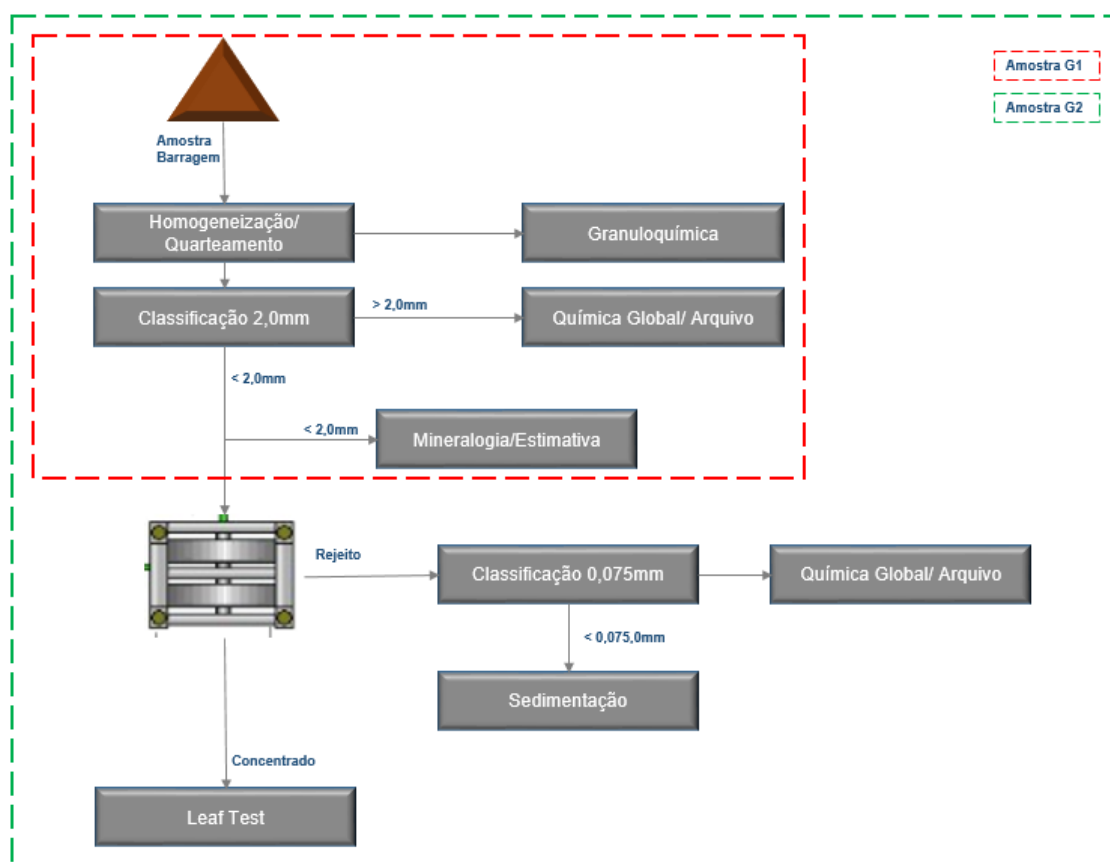 Amostra G1
Amostra G2
Amostra
Barragem
Homogeneização/
Quarteamento
Granuloquímica
Classificação 2,0mm
> 2,0mm
Química Global/ Arquivo
< 2,0mm
< 2,0mm
Mineralogia/Estimativa
Rejeito
Classificação 0,075mm
Química Global/ Arquivo
< 0,075,0mm
Sedimentação
Concentrado
Leaf Test